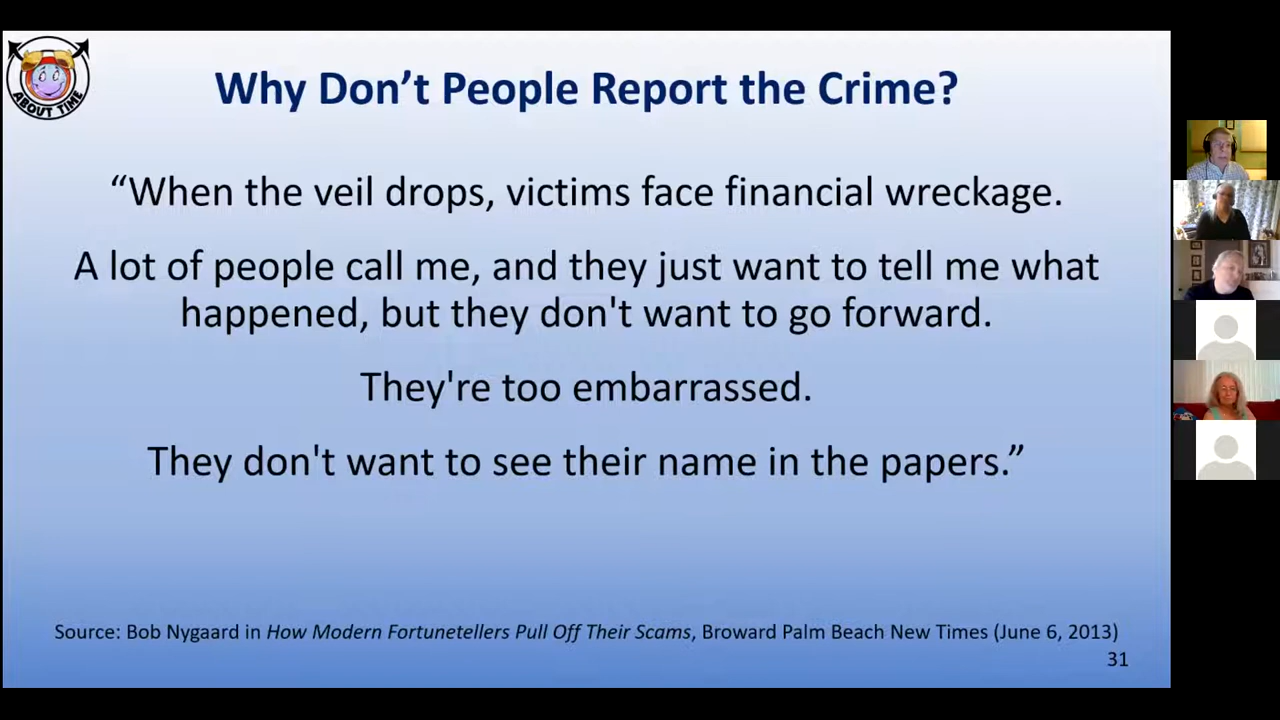 ABOUT TIME
Why Don’t People Report the Crime?
“When the veil drops, victims face financial wreckage.
A lot of people call me, and they just want to tell me what
happened, but they don't want to go forward.
They're too embarrassed.
They don't want to see their name in the papers.”
Source: Bob Nygaard in How Modern Fortunetellers Pull Off Their Scams, Broward Palm Beach New Times (June 6, 2013)
31